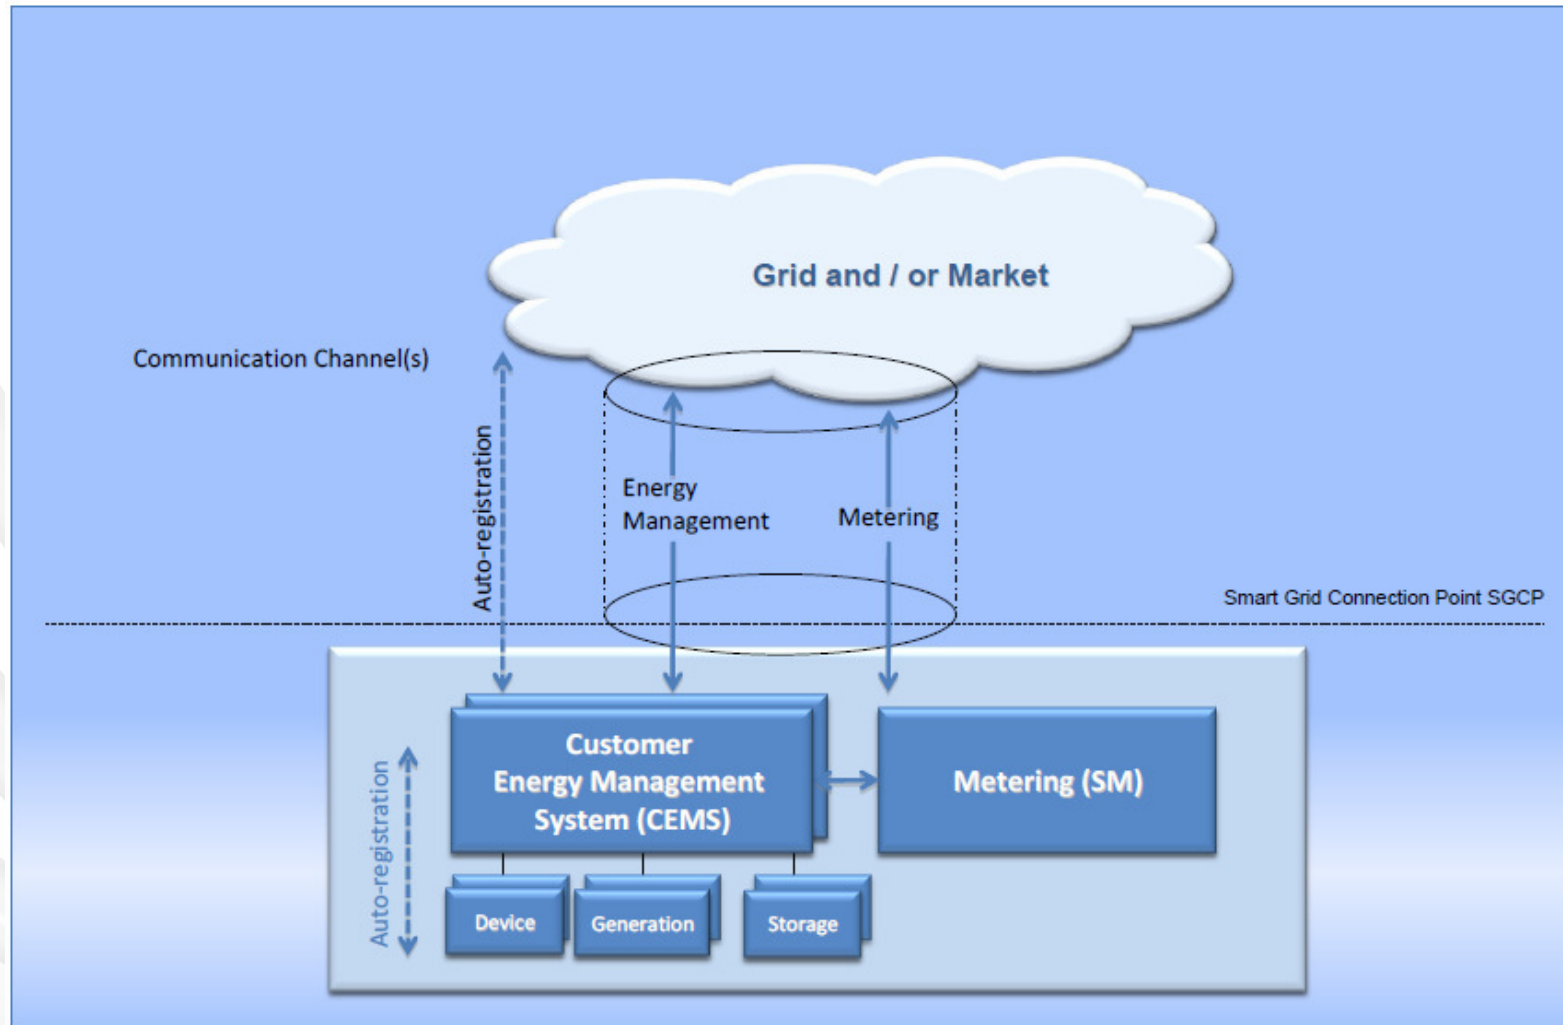 Grid and / or Market
Communication Channel(s)
Auto-registration
Energy
Management
Metering
Smart Grid Connection Point SGCP
Customer
Energy Management
System (CEMS)
Metering (SM)
Auto-registration
Device
Generation
Storage